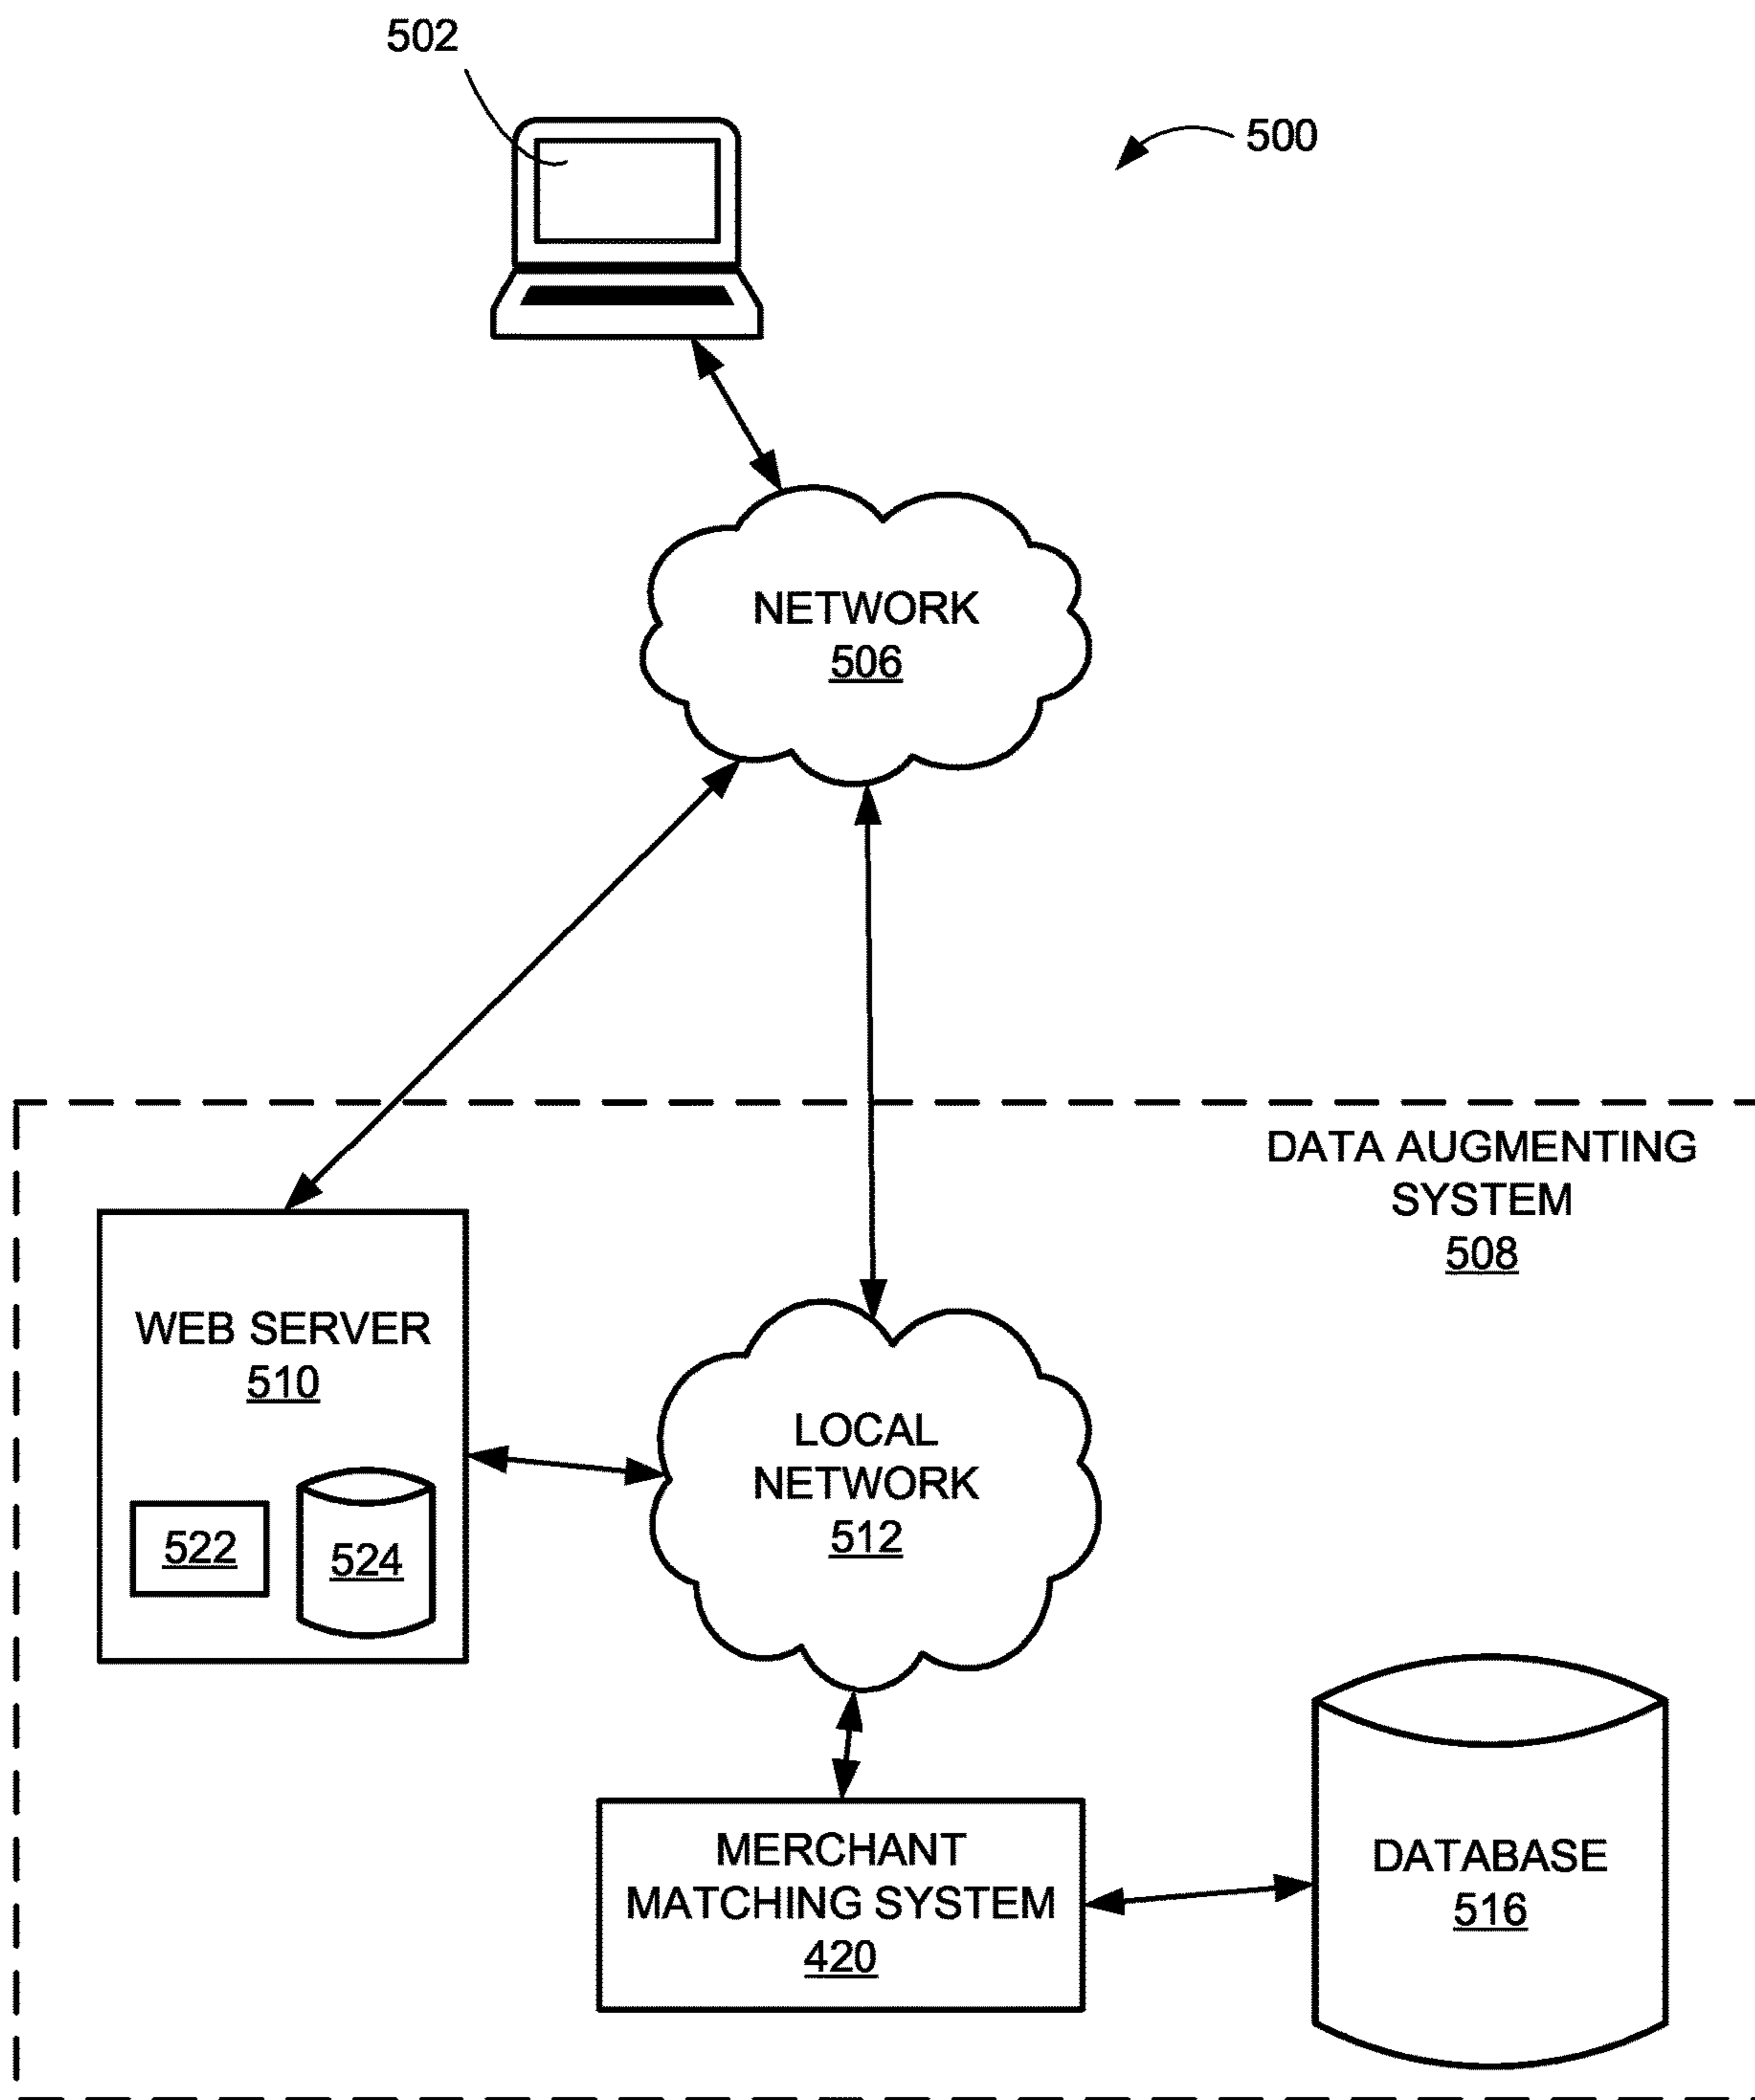 502
500
NETWORK
506
DATA AUGMENTING
SYSTEM
508
WEB SERVER
510
522
524
LOCAL
NETWORK
512
MERCHANT
MATCHING SYSTEM
420
DATABASE
516